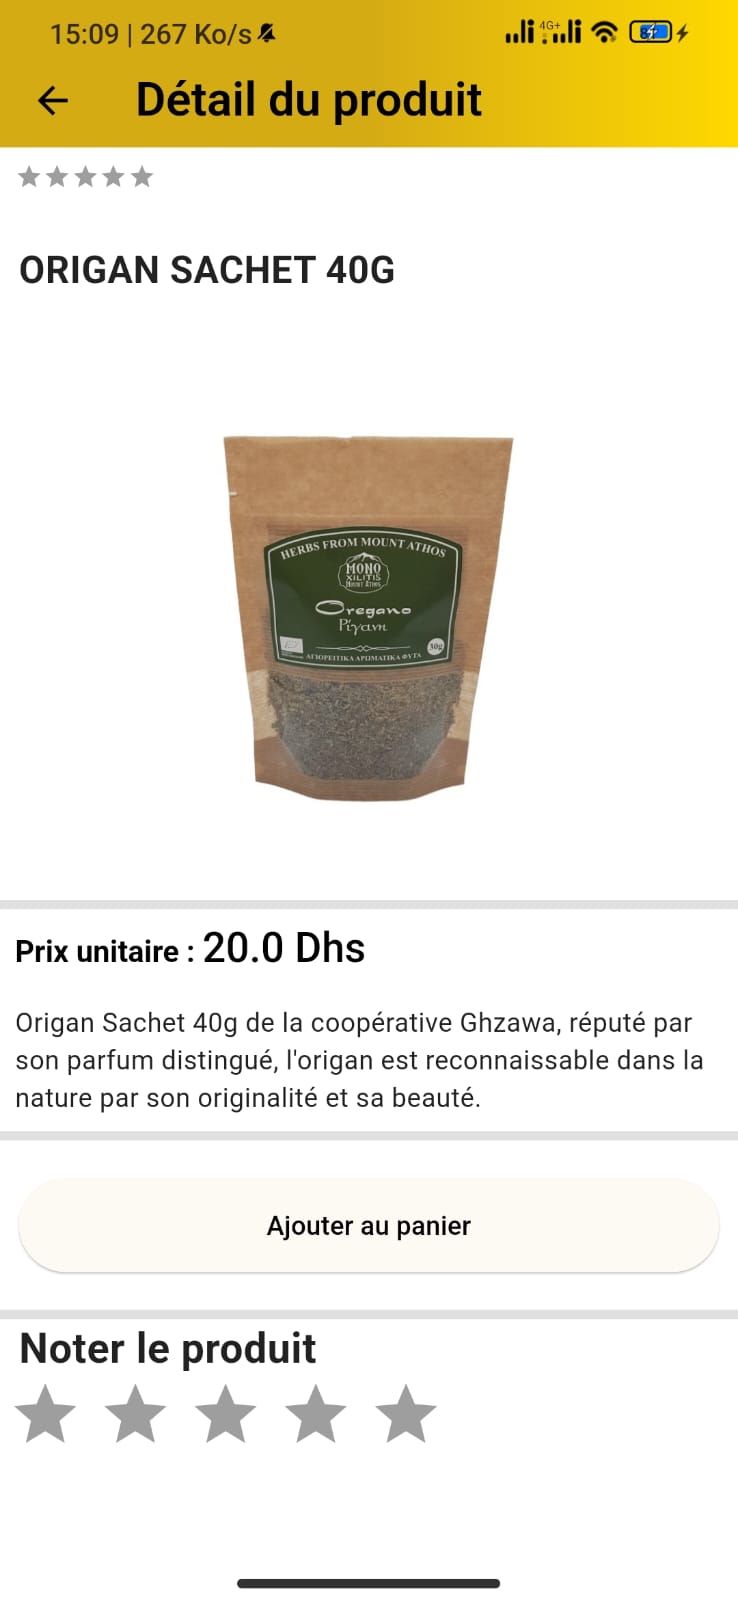 15:09 | 267 Ko/s
4G+
Détail du produit
ORIGAN SACHET 40G
HERBS FROM MOUNT ATHOS
MONO
XILITIS
MOUNT ATHOS
Oregano
Ρίγανη
30g
ΑΓΙΟΡΕΙΤΙΚΑ ΑΡΩΜΑΤΙΚΑ ΦΥΤΑ
Prix unitaire : 20.0 Dhs
Origan Sachet 40g de la coopérative Ghzawa, réputé par
son parfum distingué, l'origan est reconnaissable dans la
nature par son originalité et sa beauté.
Ajouter au panier
Noter le produit